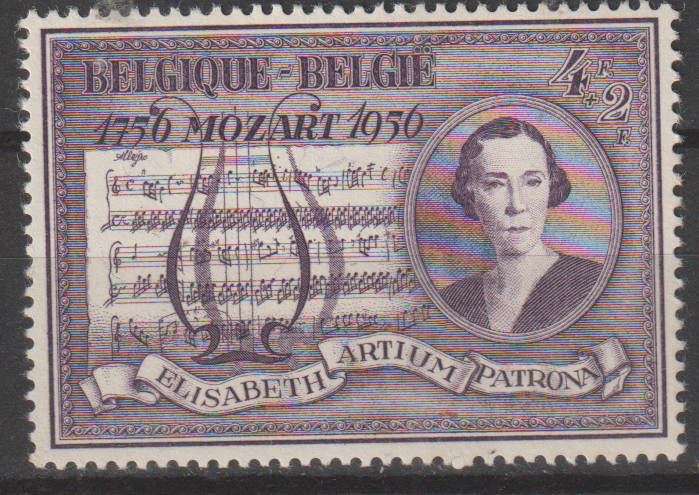 BELGIQUE-BELGIË
4F.
+2F.
1756 MOZART 1956
Allegro
ELISABETH ARTIUM PATRONA